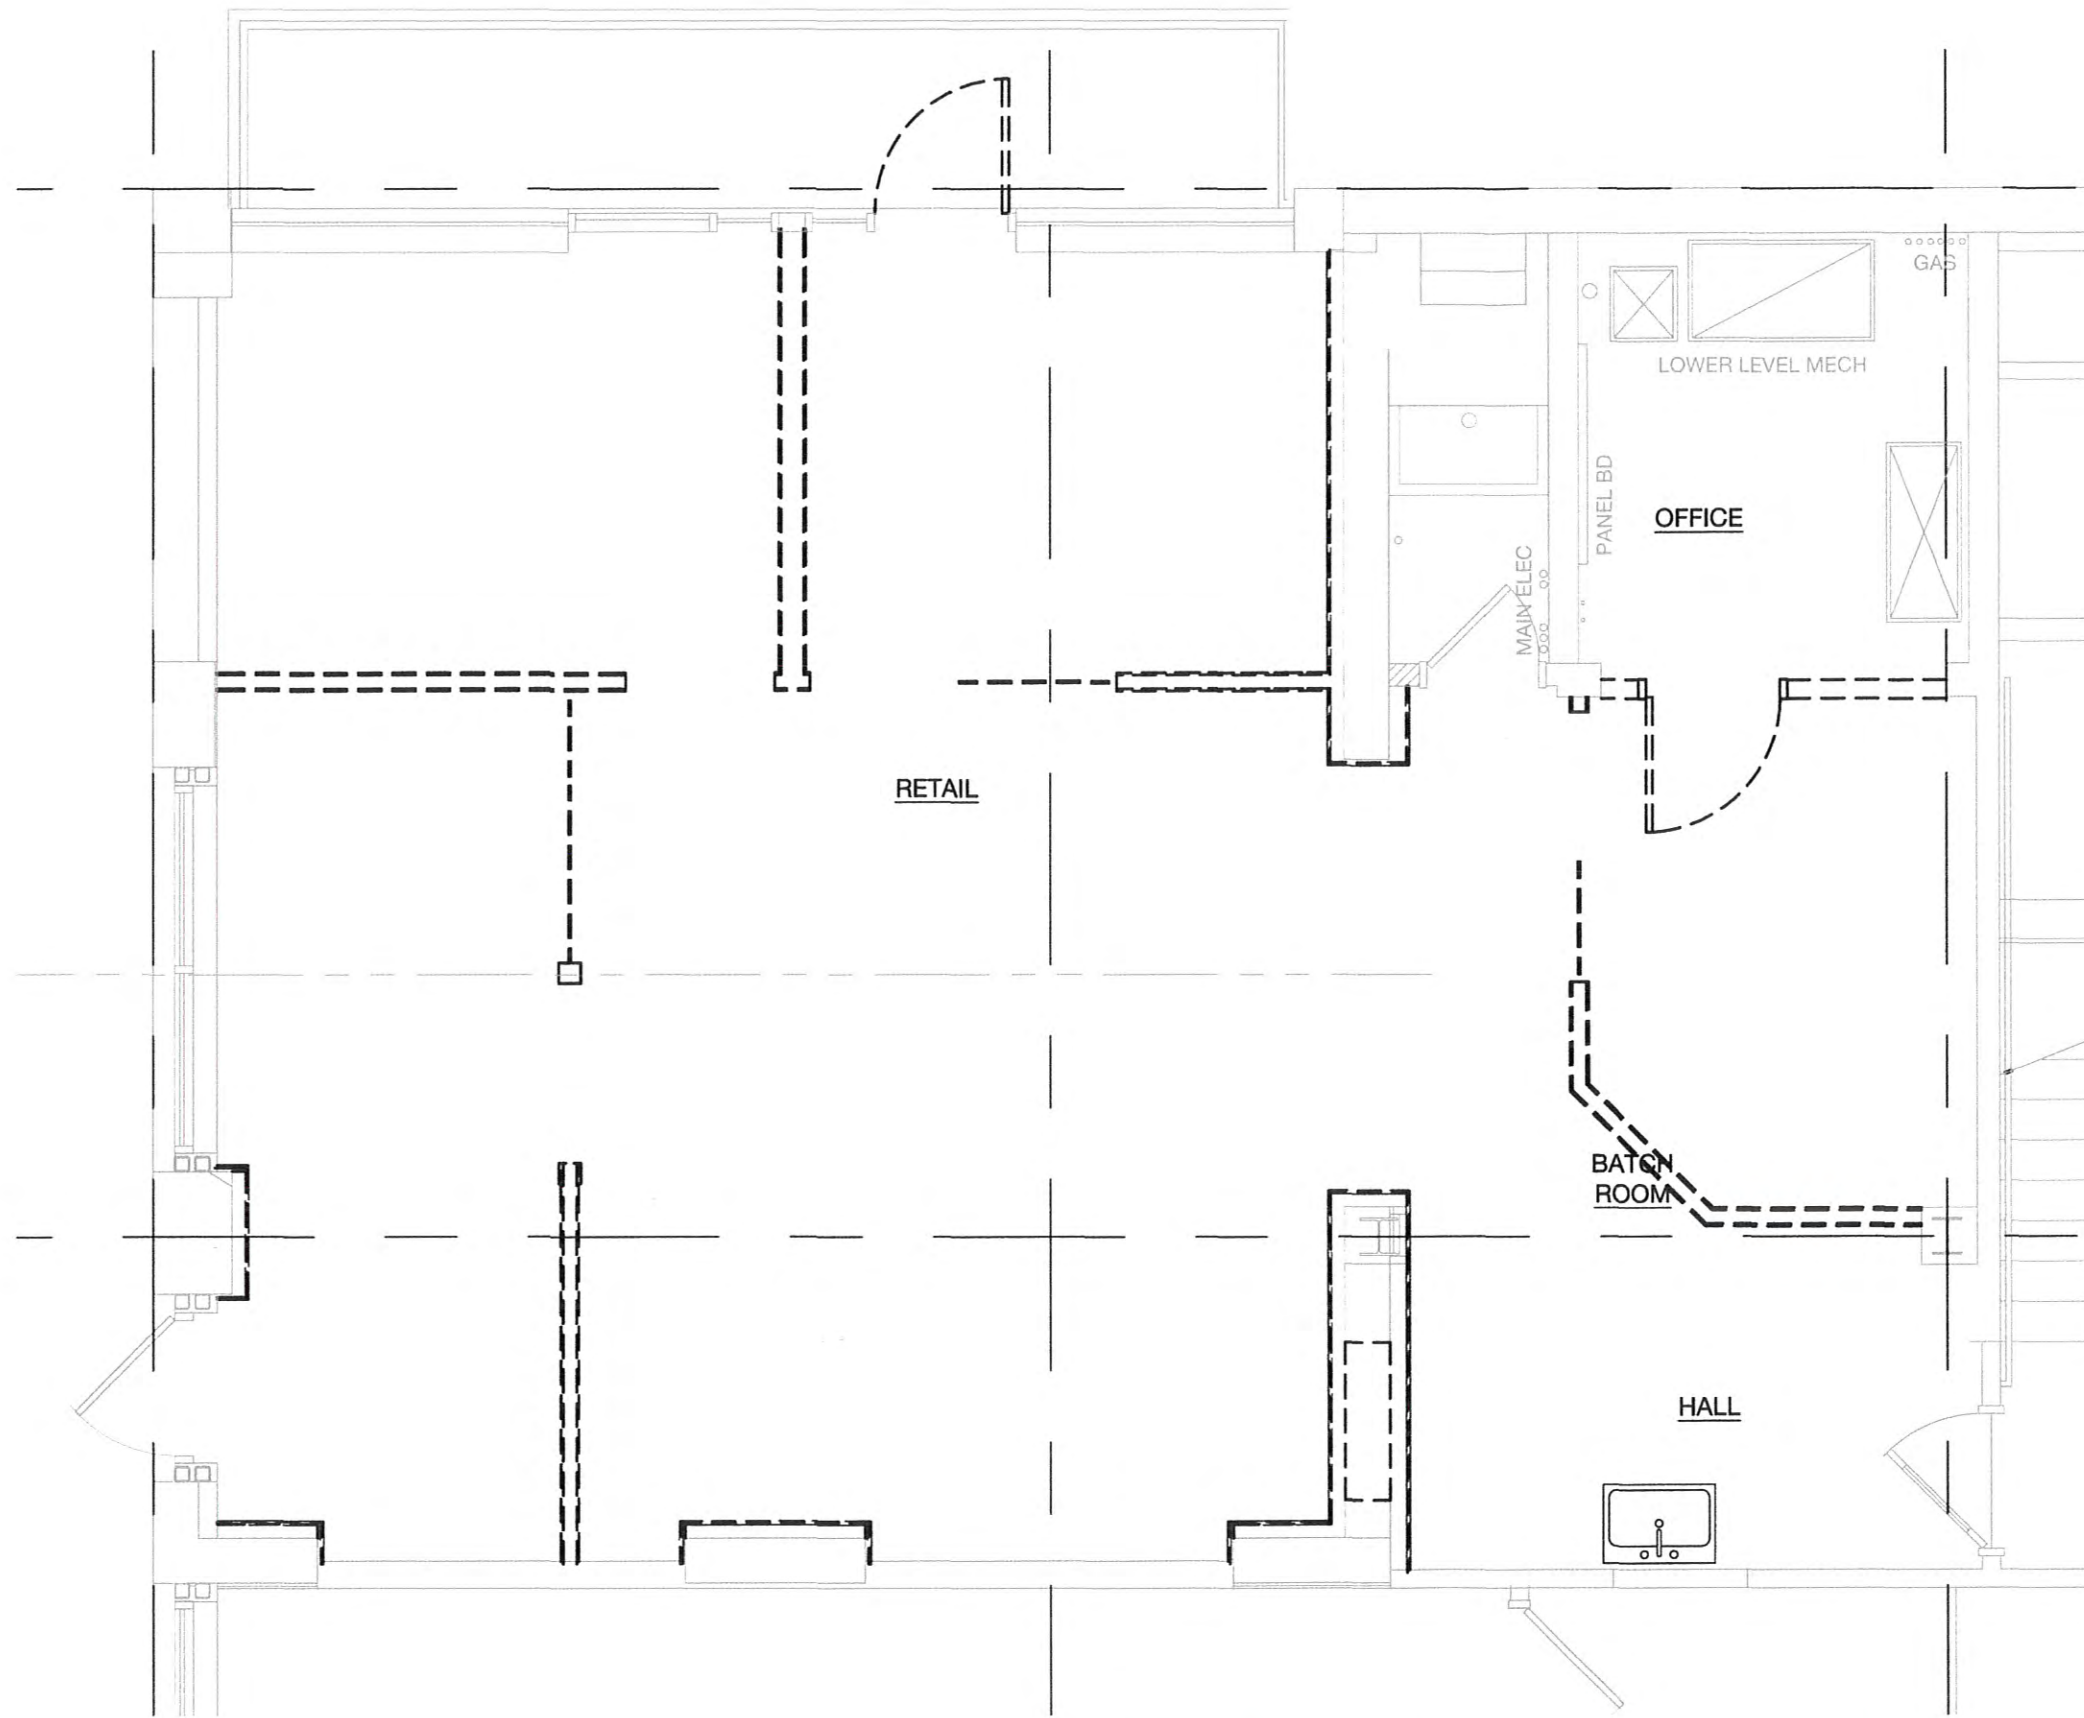 GAS
LOWER LEVEL MECH
PANEL BD
OFFICE
MAIN ELEC
RETAIL
BATCH
ROOM
HALL